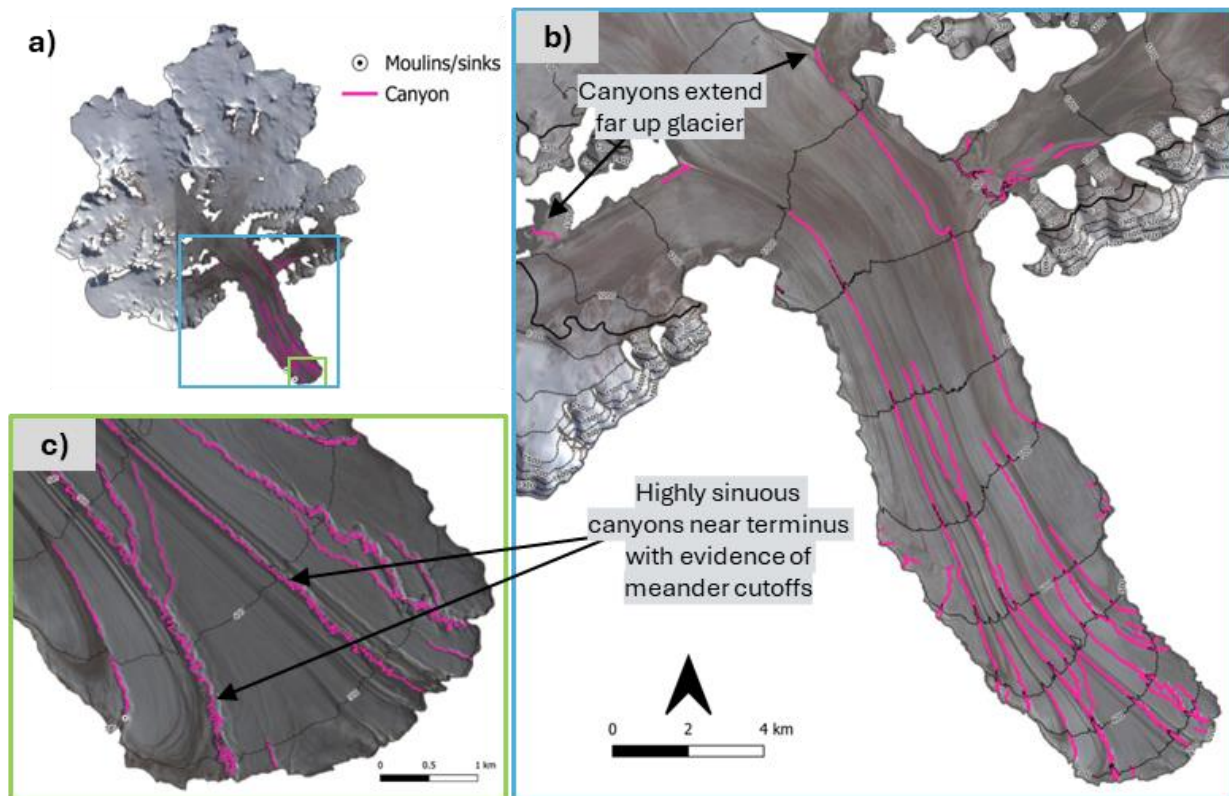 a)
Moulins/sinks
Canyon
b)
Canyons extend
far up glacier
c)
Highly sinuous
canyons near terminus
with evidence of
meander cutoffs
0 2 4 km
0 0.5 1 km